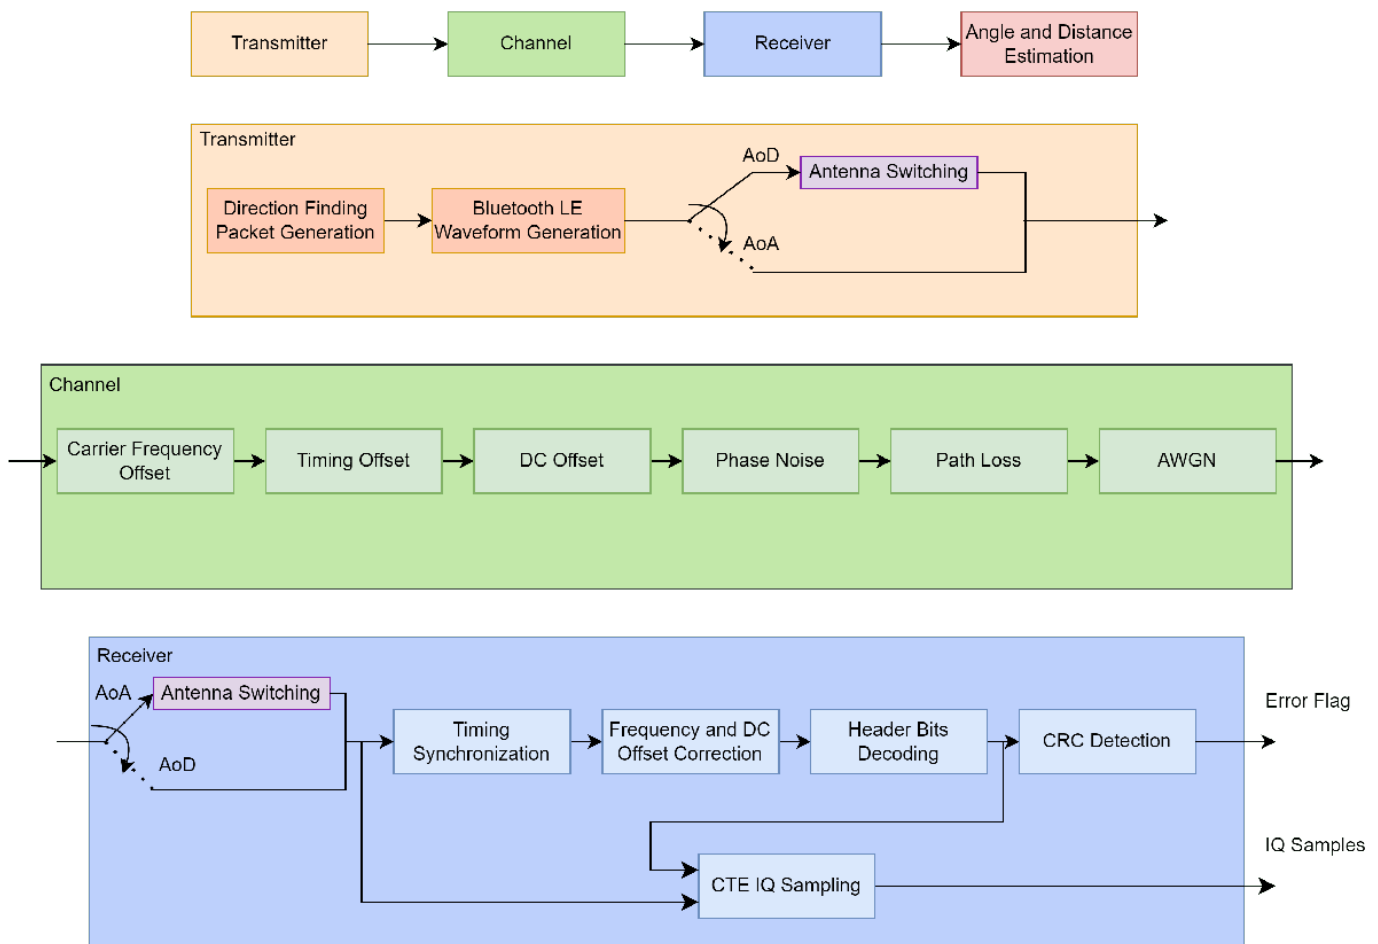 Transmitter
Channel
Receiver
Angle and Distance
Estimation
Transmitter
AoD
Antenna Switching
Direction Finding
Packet Generation
Bluetooth LE
Waveform Generation
AoA
Channel
Carrier Frequency
Offset
Timing Offset
DC Offset
Phase Noise
Path Loss
AWGN
Receiver
AoA
Antenna Switching
AoD
Timing
Synchronization
Frequency and DC
Offset Correction
Header Bits
Decoding
CRC Detection
Error Flag
CTE IQ Sampling
IQ Samples